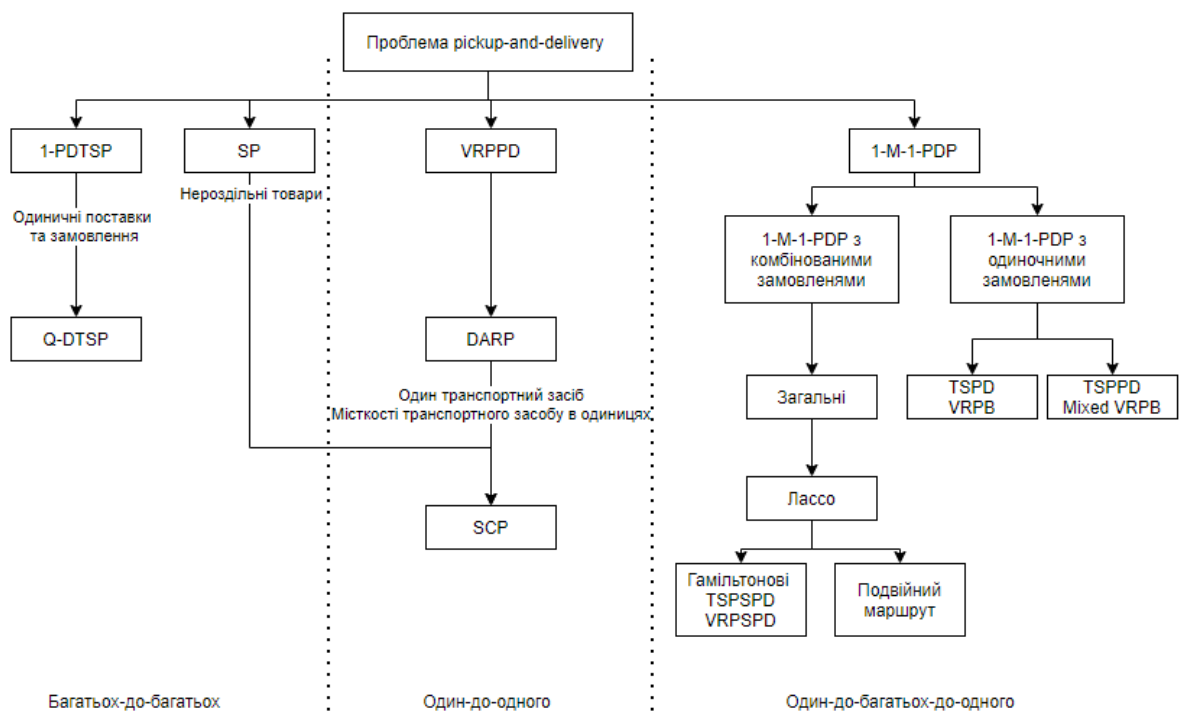 Проблема pickup-and-delivery
1-PDTSP
SP
VRPPD
1-M-1-PDP
Нероздільні товари
Одиничні поставки
та замовлення
1-M-1-PDP з
комбінованими
замовленями
1-M-1-PDP з
одиночними
замовленями
Q-DTSP
DARP
Один транспортний засіб
Місткості транспортного засобу в одиницях
Загальні
TSPD
VRPB
TSPPD
Mixed VRPB
Лассо
SCP
Гамільтонові
TSPSPD
VRPSPD
Подвійний
маршрут
Багатьох-до-багатьох
Один-до-одного
Один-до-багатьох-до-одного